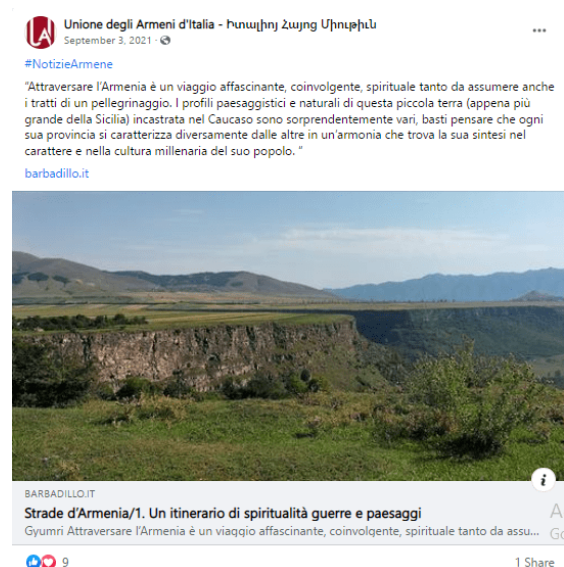 Unione degli Armeni d'Italia - Իտալիոյ Հայոց Միութիւն
September 3, 2021 ·
#NotizieArmene
“Attraversare l’Armenia è un viaggio affascinante, coinvolgente, spirituale tanto da assumere anche
i tratti di un pellegrinaggio. I profili paesaggistici e naturali di questa piccola terra (appena più
grande della Sicilia) incastrata nel Caucaso sono sorprendentemente vari, basti pensare che ogni
sua provincia si caratterizza diversamente dalle altre in un’armonia che trova la sua sintesi nel
carattere e nella cultura millenaria del suo popolo. “
barbadillo.it
BARBADILLO.IT
Strade d’Armenia/1. Un itinerario di spiritualità guerre e paesaggi
Gyumri Attraversare l’Armenia è un viaggio affascinante, coinvolgente, spirituale tanto da assu...
9
1 Share